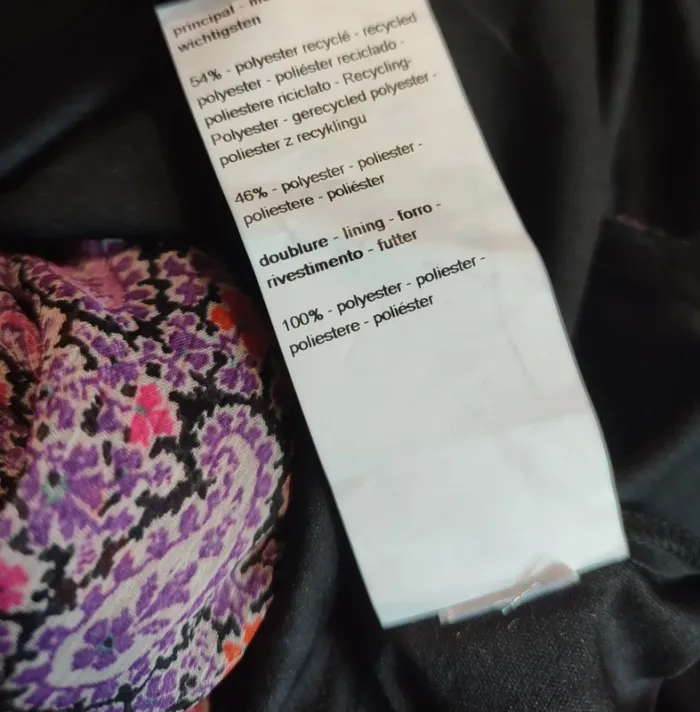 principal -
wichtigsten
54% - polyester recyclé - recycled
polyester - poliéster reciclado -
poliestere riciclato - Recycling-
Polyester - gerecycled polyester -
poliester z recyklingu
46% - polyester - poliester -
poliestere - poliéster
doublure - lining - forro -
rivestimento - futter
100% - polyester - poliester -
poliestere - poliéster